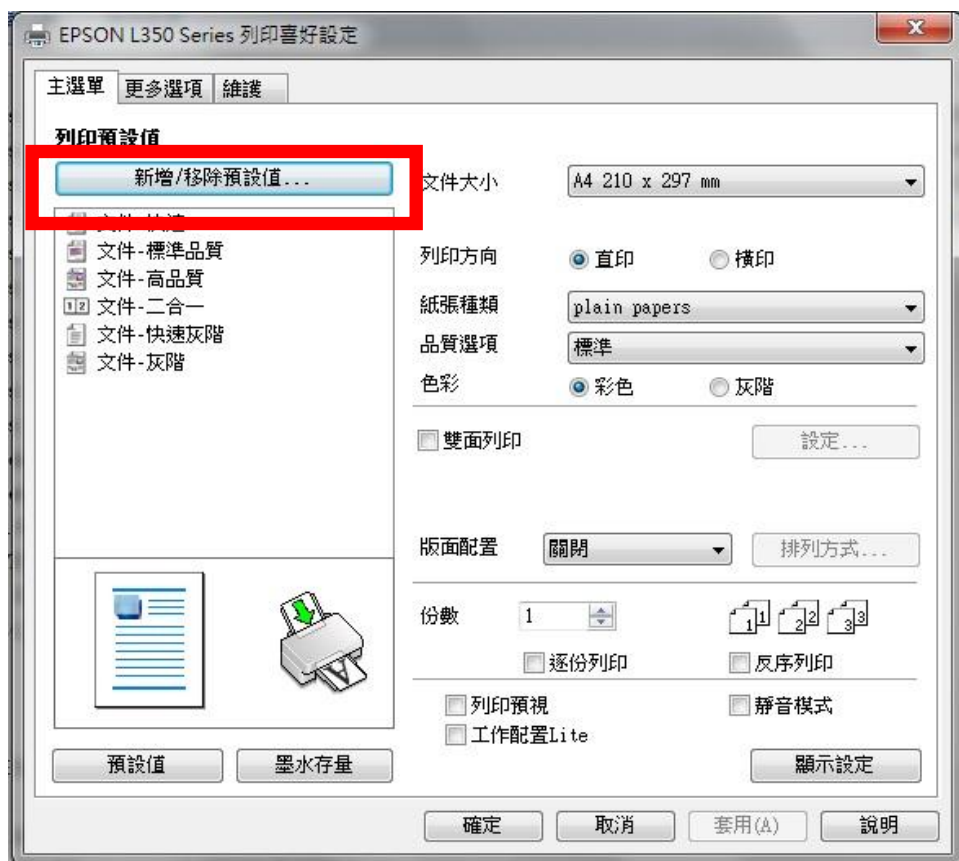 EPSON L350 Series 列印喜好設定
主選單 更多選項 維護
列印預設值
新增/移除預設值...
文件-標準品質
文件-高品質
12 文件-二合一
文件-快速灰階
文件-灰階
預設值 墨水存量
文件大小 A4 210 x 297 mm
列印方向 直印 橫印
紙張種類 plain papers
品質選項 標準
色彩 彩色 灰階
雙面列印 設定...
版面配置 關閉 排列方式...
份數 1 1 1 2 2 3 3
逐份列印 反序列印
列印預視 靜音模式
工作配置Lite
顯示設定
確定 取消 套用(A) 說明